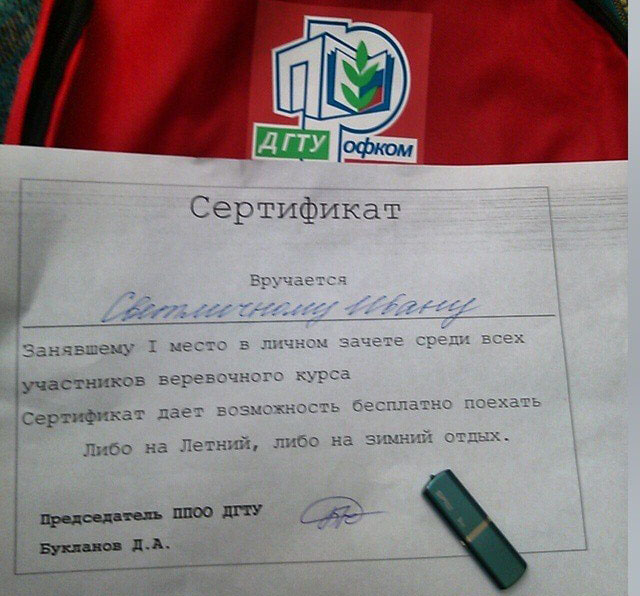 ДГТУ
Профком
Сертификат
Вручается
Светличному Ивану
Занявшему I место в личном зачете среди всех
участников веревочного курса
Сертификат дает возможность бесплатно поехать
Либо на Летний, либо на зимний отдых.
Председатель ППОО ДГТУ
Букланов Д.А.